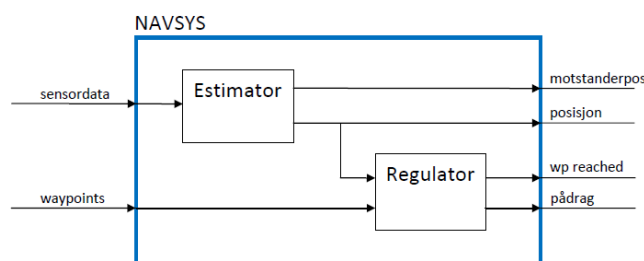 NAVSYS
sensordata
Estimator
motstanderpos
posisjon
Regulator
wp reached
waypoints
pådrag